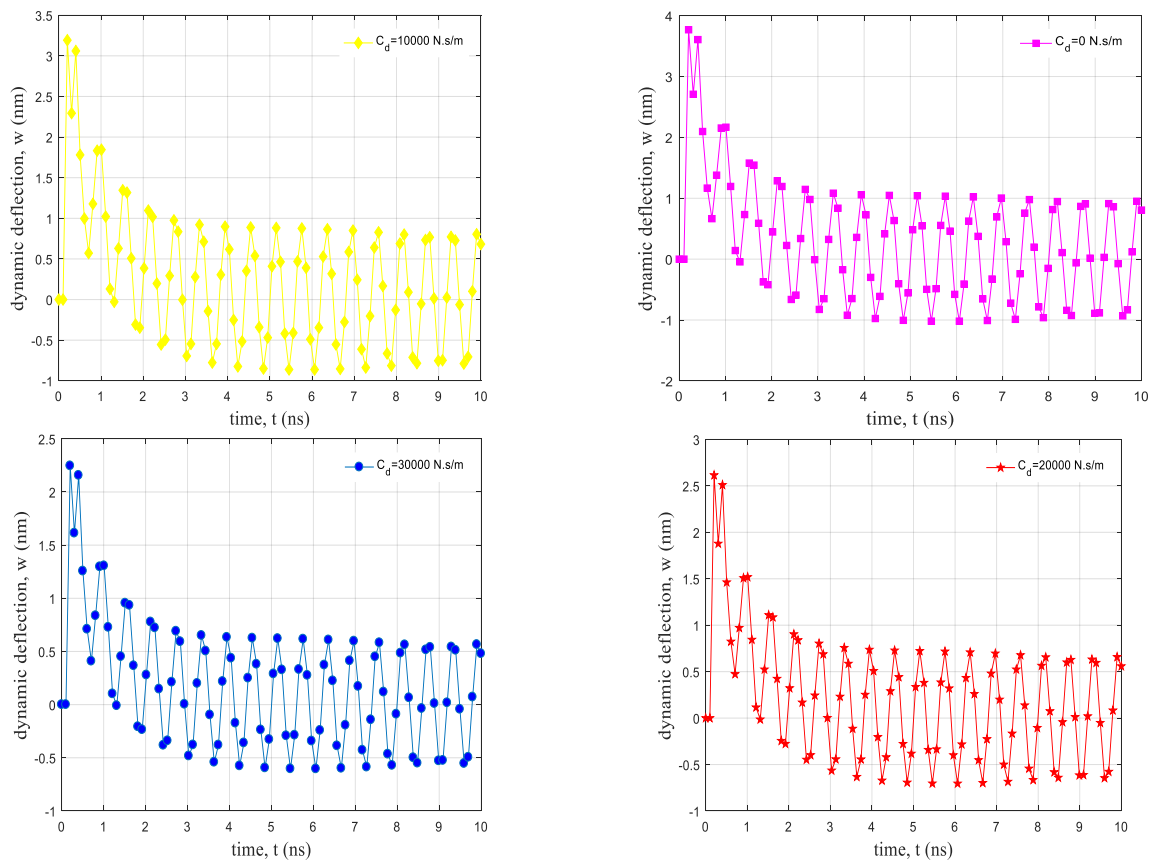 3.5
3
2.5
2
1.5
1
0.5
0
-0.5
-1
dynamic deflection, w (nm)
C_d=10000 N.s/m
0 1 2 3 4 5 6 7 8 9 10
time, t (ns)
4
4
2
2
0
1
0
-1
-2
dynamic deflection, w (nm)
C_d=0 N.s/m
0 1 2 3 4 5 6 7 8 9 10
time, t (ns)
2.5
2
1.5
1
0.5
0
-0.5
-1
dynamic deflection, w (nm)
C_d=30000 N.s/m
0 1 2 3 4 5 6 7 8 9 10
time, t (ns)
3
2.5
2
1.5
1
0.5
0
-0.5
-1
dynamic deflection, w (nm)
C_d=20000 N.s/m
0 1 2 3 4 5 6 7 8 9 10
time, t (ns)